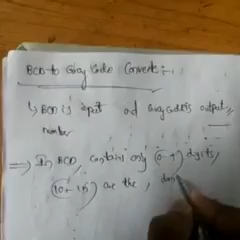 BCD to Gray Code Convert :-
↳ BCD is input and Gray Code is output,
number
⇒ In BCD, contains only (0-9) digits,
(10-15) are the, don